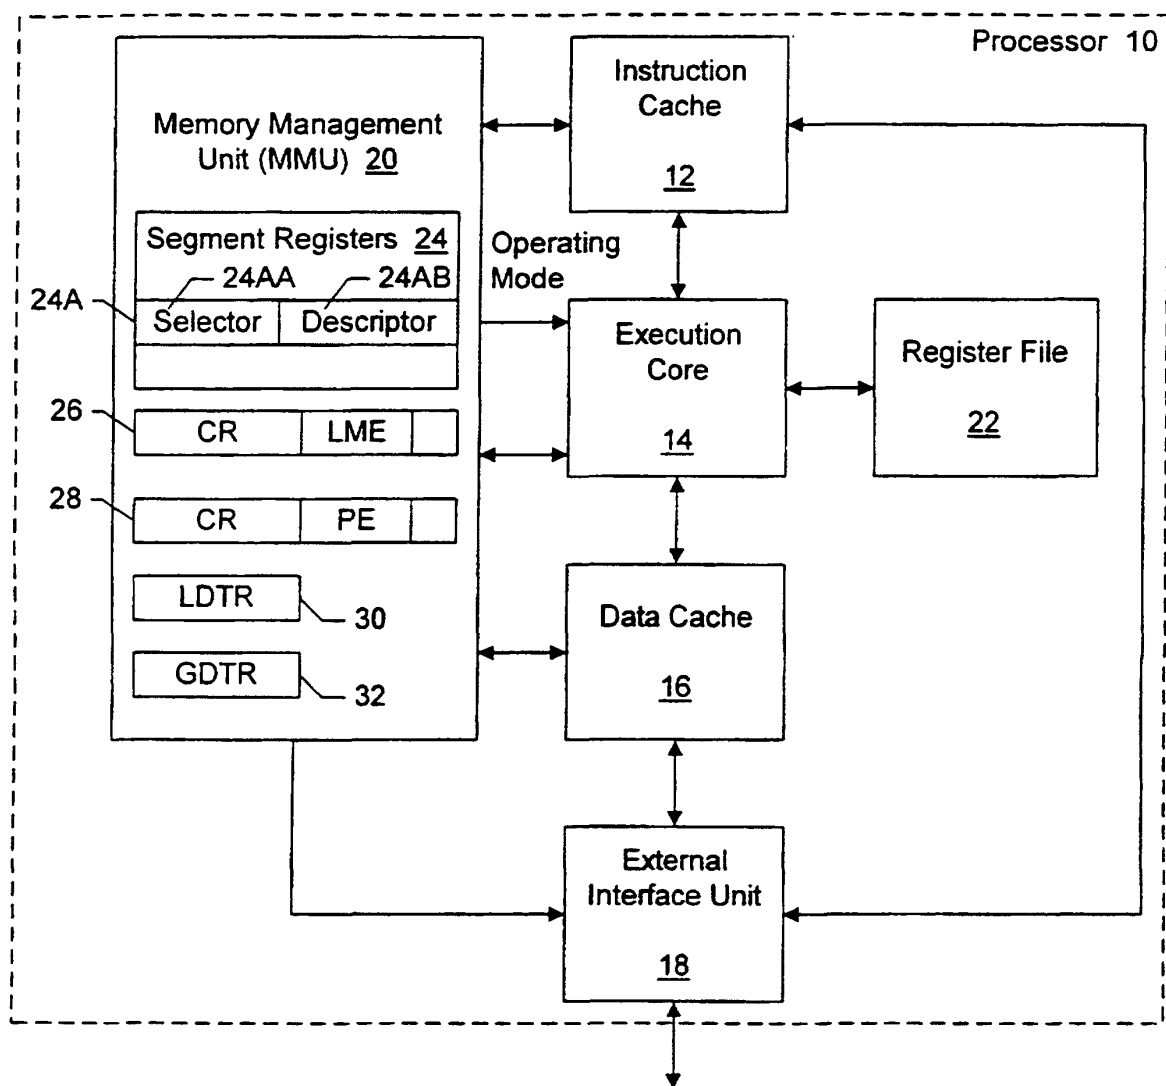 Processor 10
Memory Management
Unit (MMU) 20
Segment Registers 24
24AA
24AB
24A
Selector
Descriptor
26
CR
LME
28
CR
PE
LDTR
30
GDTR
32
Operating
Mode
Instruction
Cache
12
Execution
Core
14
Register File
22
Data Cache
16
External
Interface Unit
18